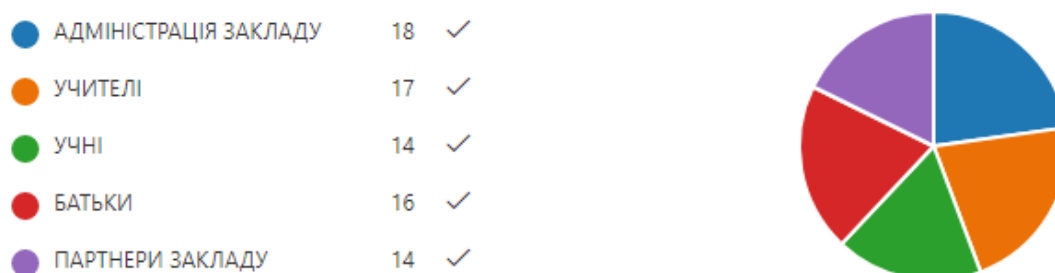 АДМІНІСТРАЦІЯ ЗАКЛАДУ 18
УЧИТЕЛІ 17
УЧНІ 14
БАТЬКИ 16
ПАРТНЕРИ ЗАКЛАДУ 14